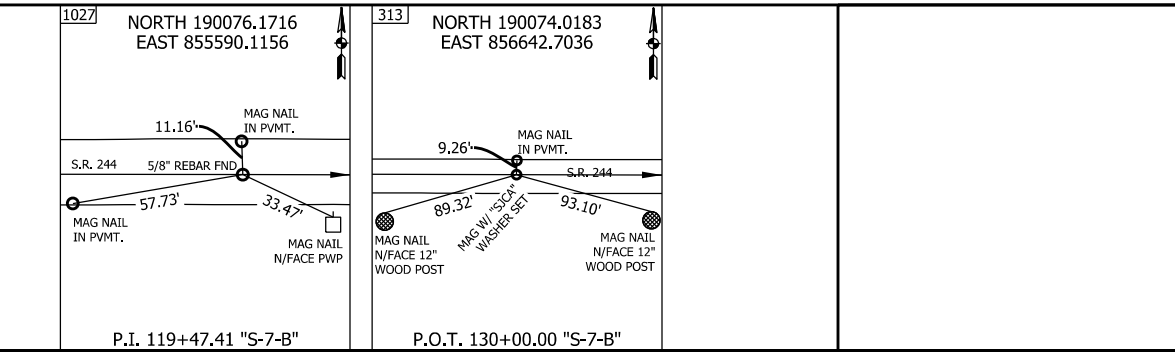 1027
NORTH 190076.1716
EAST 855590.1156
MAG NAIL
IN PVMT.
11.16'
S.R. 244
5/8" REBAR FND
57.73'
33.47'
MAG NAIL
IN PVMT.
MAG NAIL
N/FACE PWP
P.I. 119+47.41 "S-7-B"
313
NORTH 190074.0183
EAST 856642.7036
MAG NAIL
IN PVMT.
9.26'
S.R. 244
89.32'
MAG W/ "SJCA"
WASHER SET
93.10'
MAG NAIL
N/FACE 12"
WOOD POST
MAG NAIL
N/FACE 12"
WOOD POST
P.O.T. 130+00.00 "S-7-B"